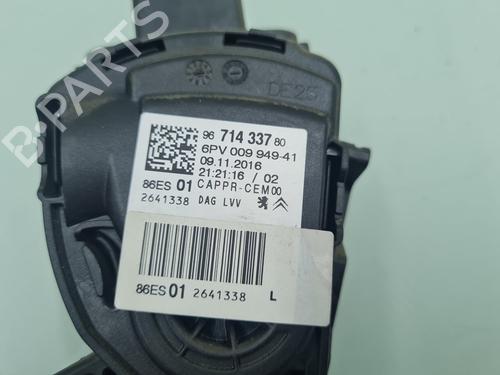 B-Parts
DE25
96 714 337 80
6PV 009 949-41
09.11.2016
21:21:16 / 02
86ES 01 CAPPR-CEM00
2641338 DAG LVV
86ES 01 2641338 L